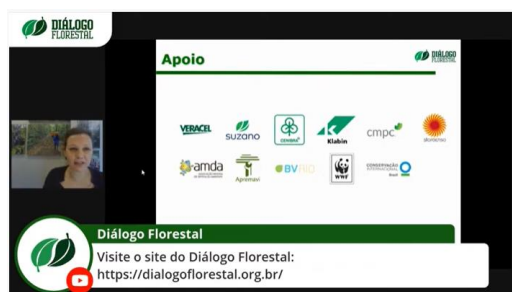 DIÁLOGO
FLORESTAL
Apoio
DIÁLOGO
FLORESTAL
VERACEL
suzano
CENIBRA
Klabin
cmpc
amda
Apremavi
BVRIO
WWF
CONSERVAÇÃO
INTERNACIONAL
Brasil
Diálogo Florestal
Visite o site do Diálogo Florestal:
https://dialogoflorestal.org.br/